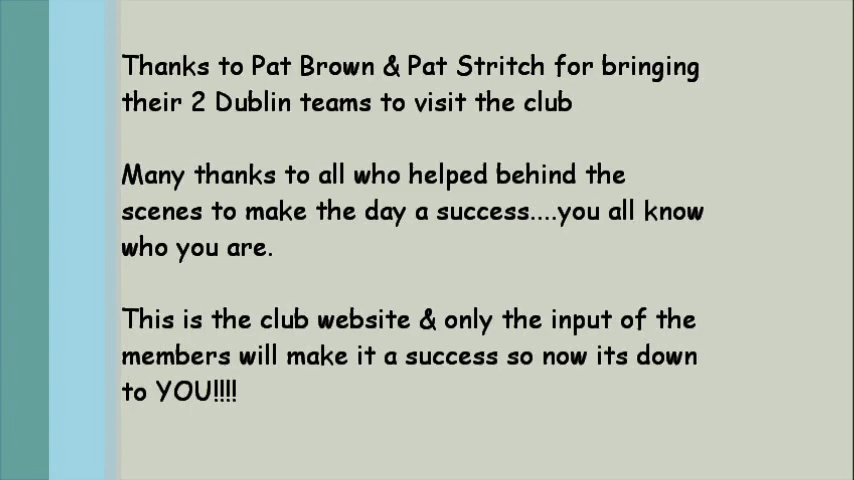 Thanks to Pat Brown & Pat Stritch for bringing
their 2 Dublin teams to visit the club
Many thanks to all who helped behind the
scenes to make the day a success....you all know
who you are.
This is the club website & only the input of the
members will make it a success so now its down
to YOU!!!!